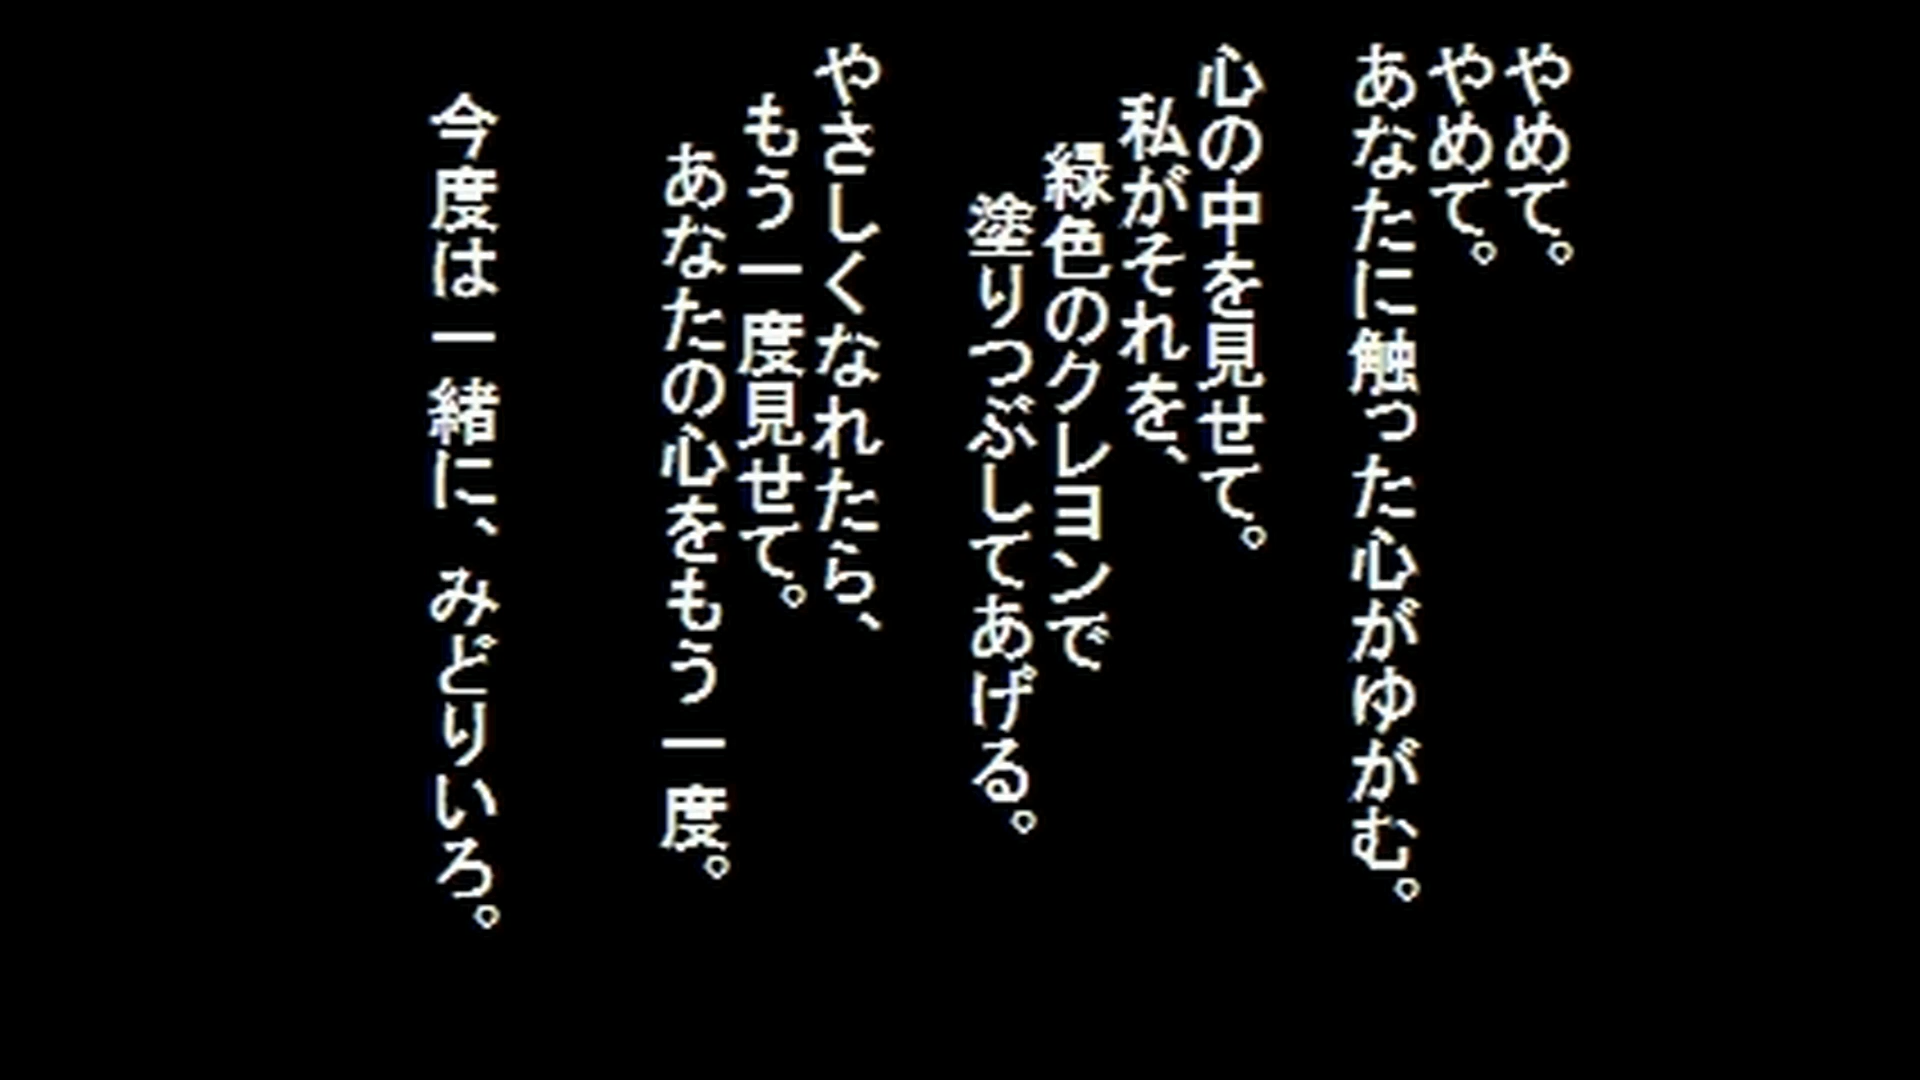 やめて。
やめて。
あなたに触った心がゆがむ。
心の中を見せて。
私がそれを、
緑色のクレヨンで
塗りつぶしてあげる。
やさしくなれたら、
もう一度見せて。
あなたの心をもう一度。
今度は一緒に、みどりいろ。